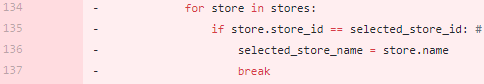 134 - for store in stores:
135 - if store.store_id == selected_store_id: #
136 - selected_store_name = store.name
137 - break